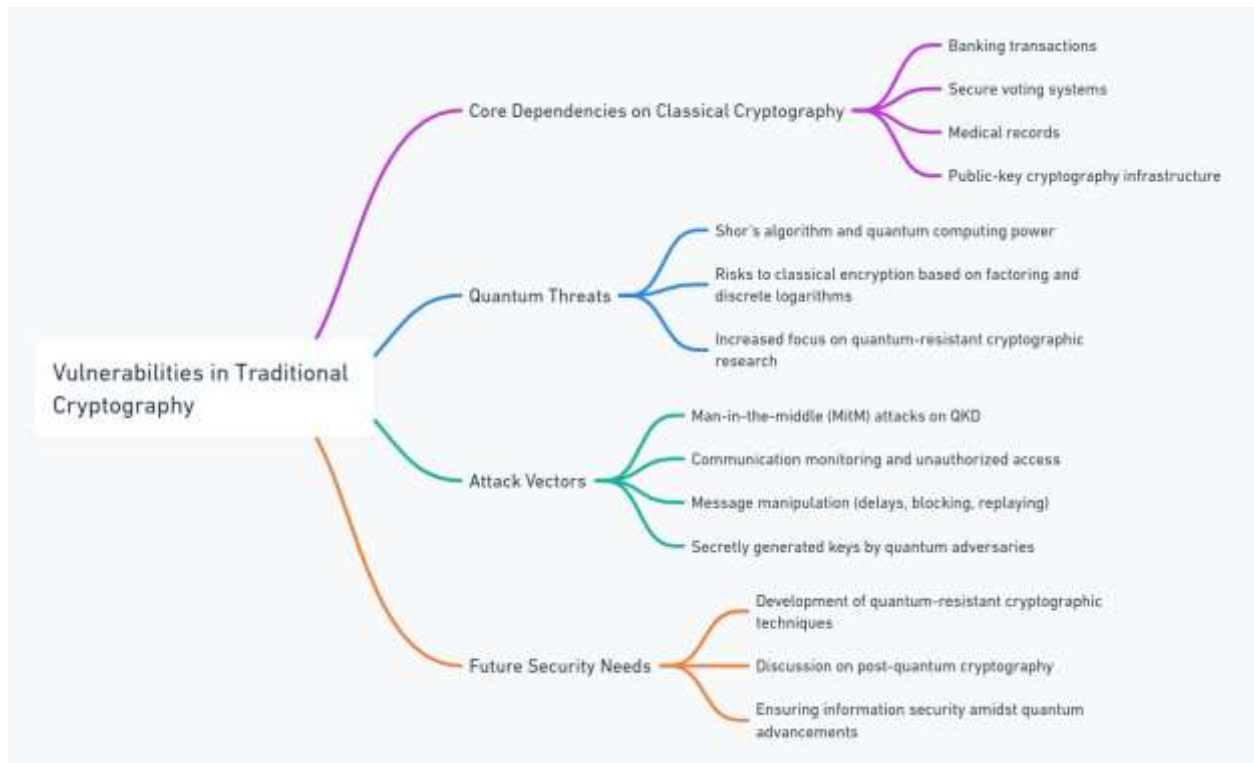 Vulnerabilities in Traditional
Cryptography
Core Dependencies on Classical Cryptography
Banking transactions
Secure voting systems
Medical records
Public-key cryptography infrastructure
Quantum Threats
Shor's algorithm and quantum computing power
Risks to classical encryption based on factoring and
discrete logarithms
Increased focus on quantum-resistant cryptographic
research
Attack Vectors
Man-in-the-middle (MitM) attacks on QKD
Communication monitoring and unauthorized access
Message manipulation (delays, blocking, replaying)
Secretly generated keys by quantum adversaries
Future Security Needs
Development of quantum-resistant cryptographic
techniques
Discussion on post-quantum cryptography
Ensuring information security amidst quantum
advancements